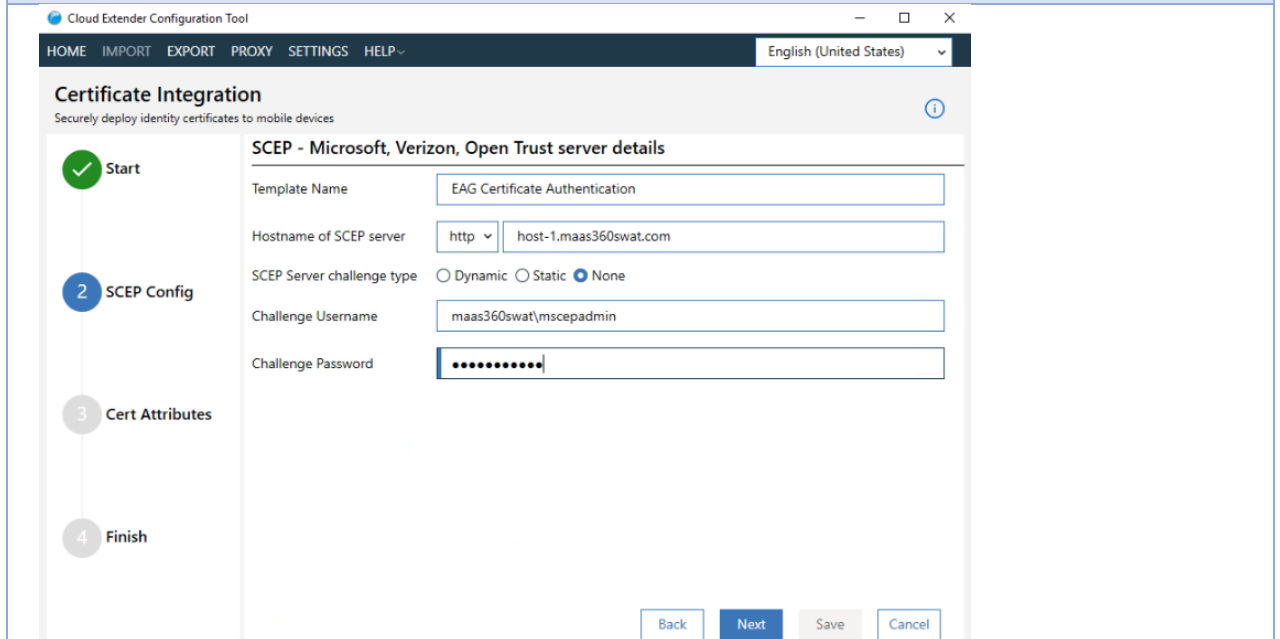 Cloud Extender Configuration Tool
HOME IMPORT EXPORT PROXY SETTINGS HELP English (United States)
Certificate Integration
Securely deploy identity certificates to mobile devices
SCEP - Microsoft, Verizon, Open Trust server details
Start
Template Name EAG Certificate Authentication
Hostname of SCEP server http host-1.maas360swat.com
SCEP Server challenge type Dynamic Static None
2 SCEP Config
Challenge Username maas360swat\mscepadmin
Challenge Password •••••••••••
3 Cert Attributes
4 Finish
Back Next Save Cancel